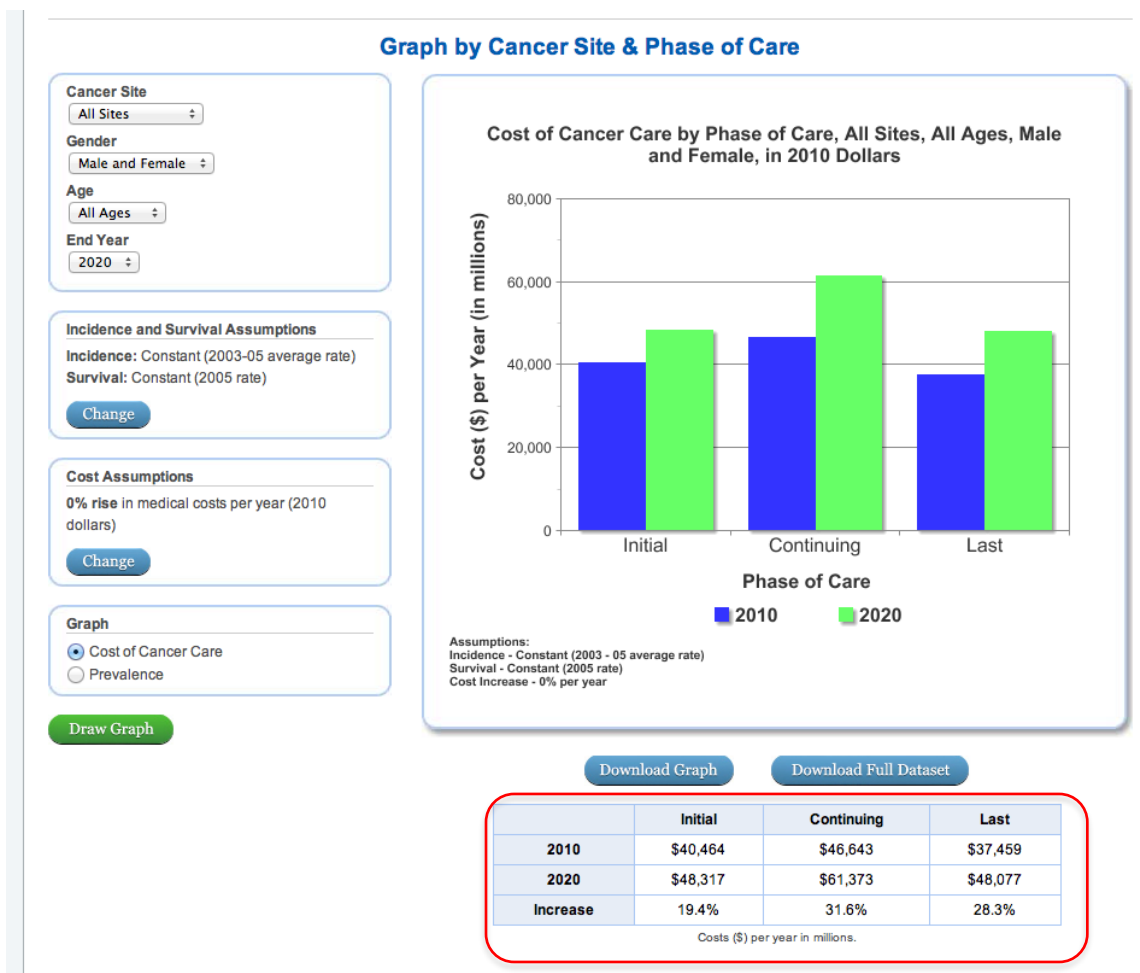 Graph by Cancer Site & Phase of Care
Cancer Site
All Sites
Gender
Male and Female
Age
All Ages
End Year
2020
Incidence and Survival Assumptions
Incidence: Constant (2003-05 average rate)
Survival: Constant (2005 rate)
Change
Cost Assumptions
0% rise in medical costs per year (2010
dollars)
Change
Graph
Cost of Cancer Care
Prevalence
Draw Graph
Cost of Cancer Care by Phase of Care, All Sites, All Ages, Male
and Female, in 2010 Dollars
Cost ($) per Year (in millions)
80,000
60,000
40,000
20,000
0
Initial Continuing Last
Phase of Care
2010 2020
Assumptions:
Incidence - Constant (2003 - 05 average rate)
Survival - Constant (2005 rate)
Cost Increase - 0% per year
Download Graph Download Full Dataset
Initial Continuing Last
2010 $40,464 $46,643 $37,459
2020 $48,317 $61,373 $48,077
Increase 19.4% 31.6% 28.3%
Costs ($) per year in millions.